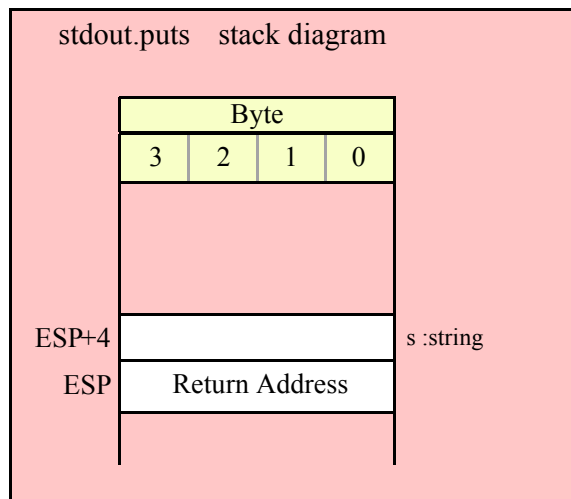 stdout.puts stack diagram
Byte
3 2 1 0
ESP+4 s :string
ESP Return Address